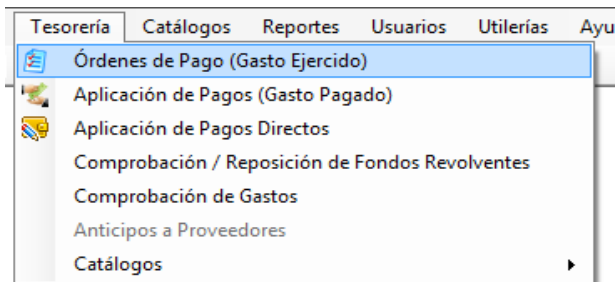 Tesorería Catálogos Reportes Usuarios Utilerías Ayu
Órdenes de Pago (Gasto Ejercido)
Aplicación de Pagos (Gasto Pagado)
Aplicación de Pagos Directos
Comprobación / Reposición de Fondos Revolventes
Comprobación de Gastos
Anticipos a Proveedores
Catálogos